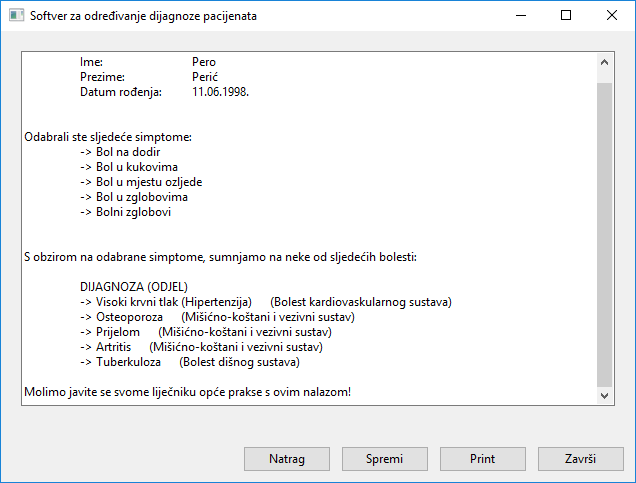 Softver za određivanje dijagnoze pacijenata
Ime: Pero
Prezime: Perić
Datum rođenja: 11.06.1998.
Odabrali ste sljedeće simptome:
-> Bol na dodir
-> Bol u kukovima
-> Bol u mjestu ozljede
-> Bol u zglobovima
-> Bolni zglobovi
S obzirom na odabrane simptome, sumnjamo na neke od sljedećih bolesti:
DIJAGNOZA (ODJEL)
-> Visoki krvni tlak (Hipertenzija) (Bolest kardiovaskularnog sustava)
-> Osteoporoza (Mišićno-koštani i vezivni sustav)
-> Prijelom (Mišićno-koštani i vezivni sustav)
-> Artritis (Mišićno-koštani i vezivni sustav)
-> Tuberkuloza (Bolest dišnog sustava)
Molimo javite se svome liječniku opće prakse s ovim nalazom!
Natrag Spremi Print Završi